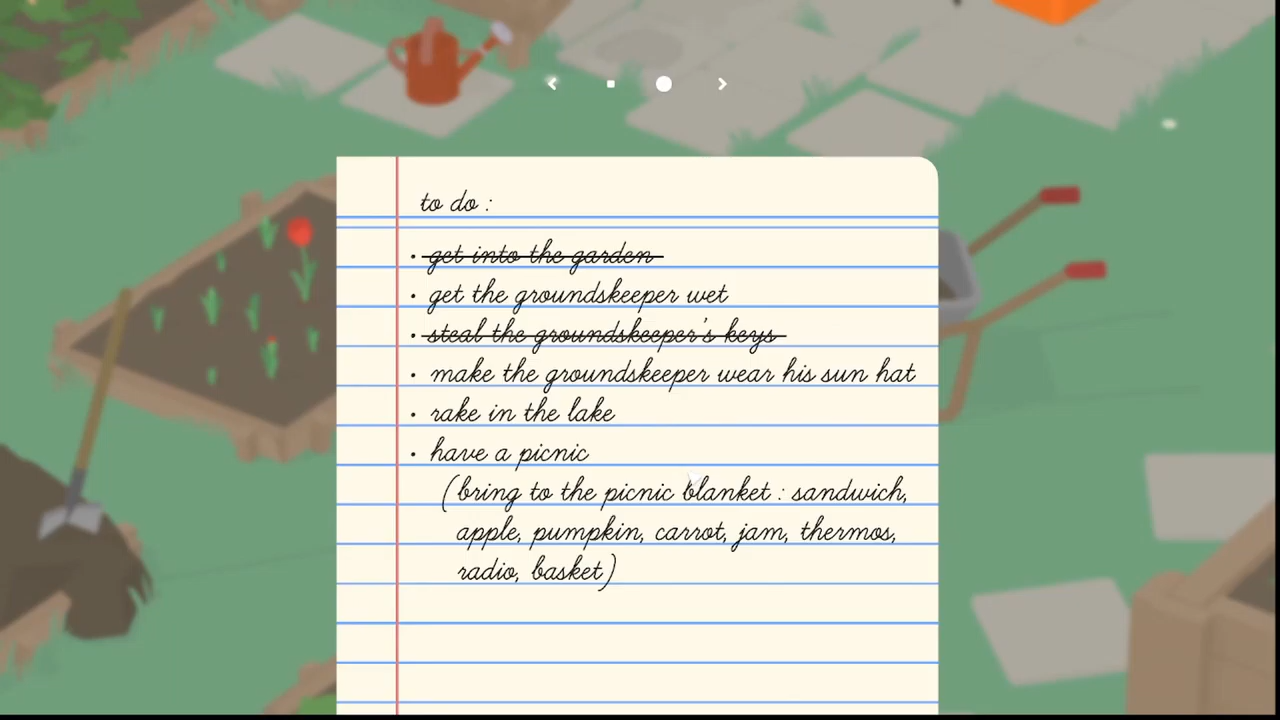 to do :
• get into the garden
• get the groundskeeper wet
• steal the groundskeeper's keys
• make the groundskeeper wear his sun hat
• rake in the lake
• have a picnic
(bring to the picnic blanket : sandwich,
apple, pumpkin, carrot, jam, thermos,
radio, basket)